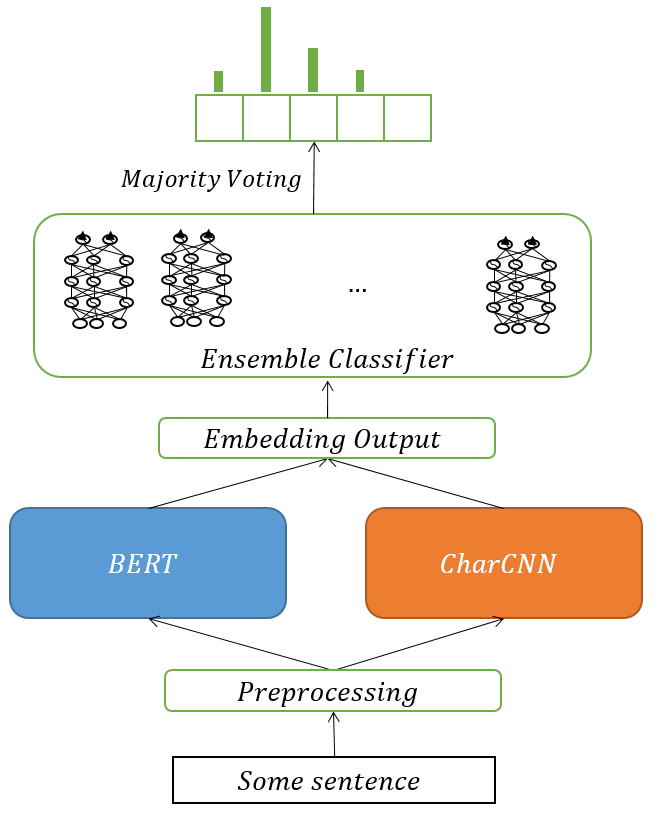 Majority Voting
...
Ensemble Classifier
Embedding Output
BERT
CharCNN
Preprocessing
Some sentence